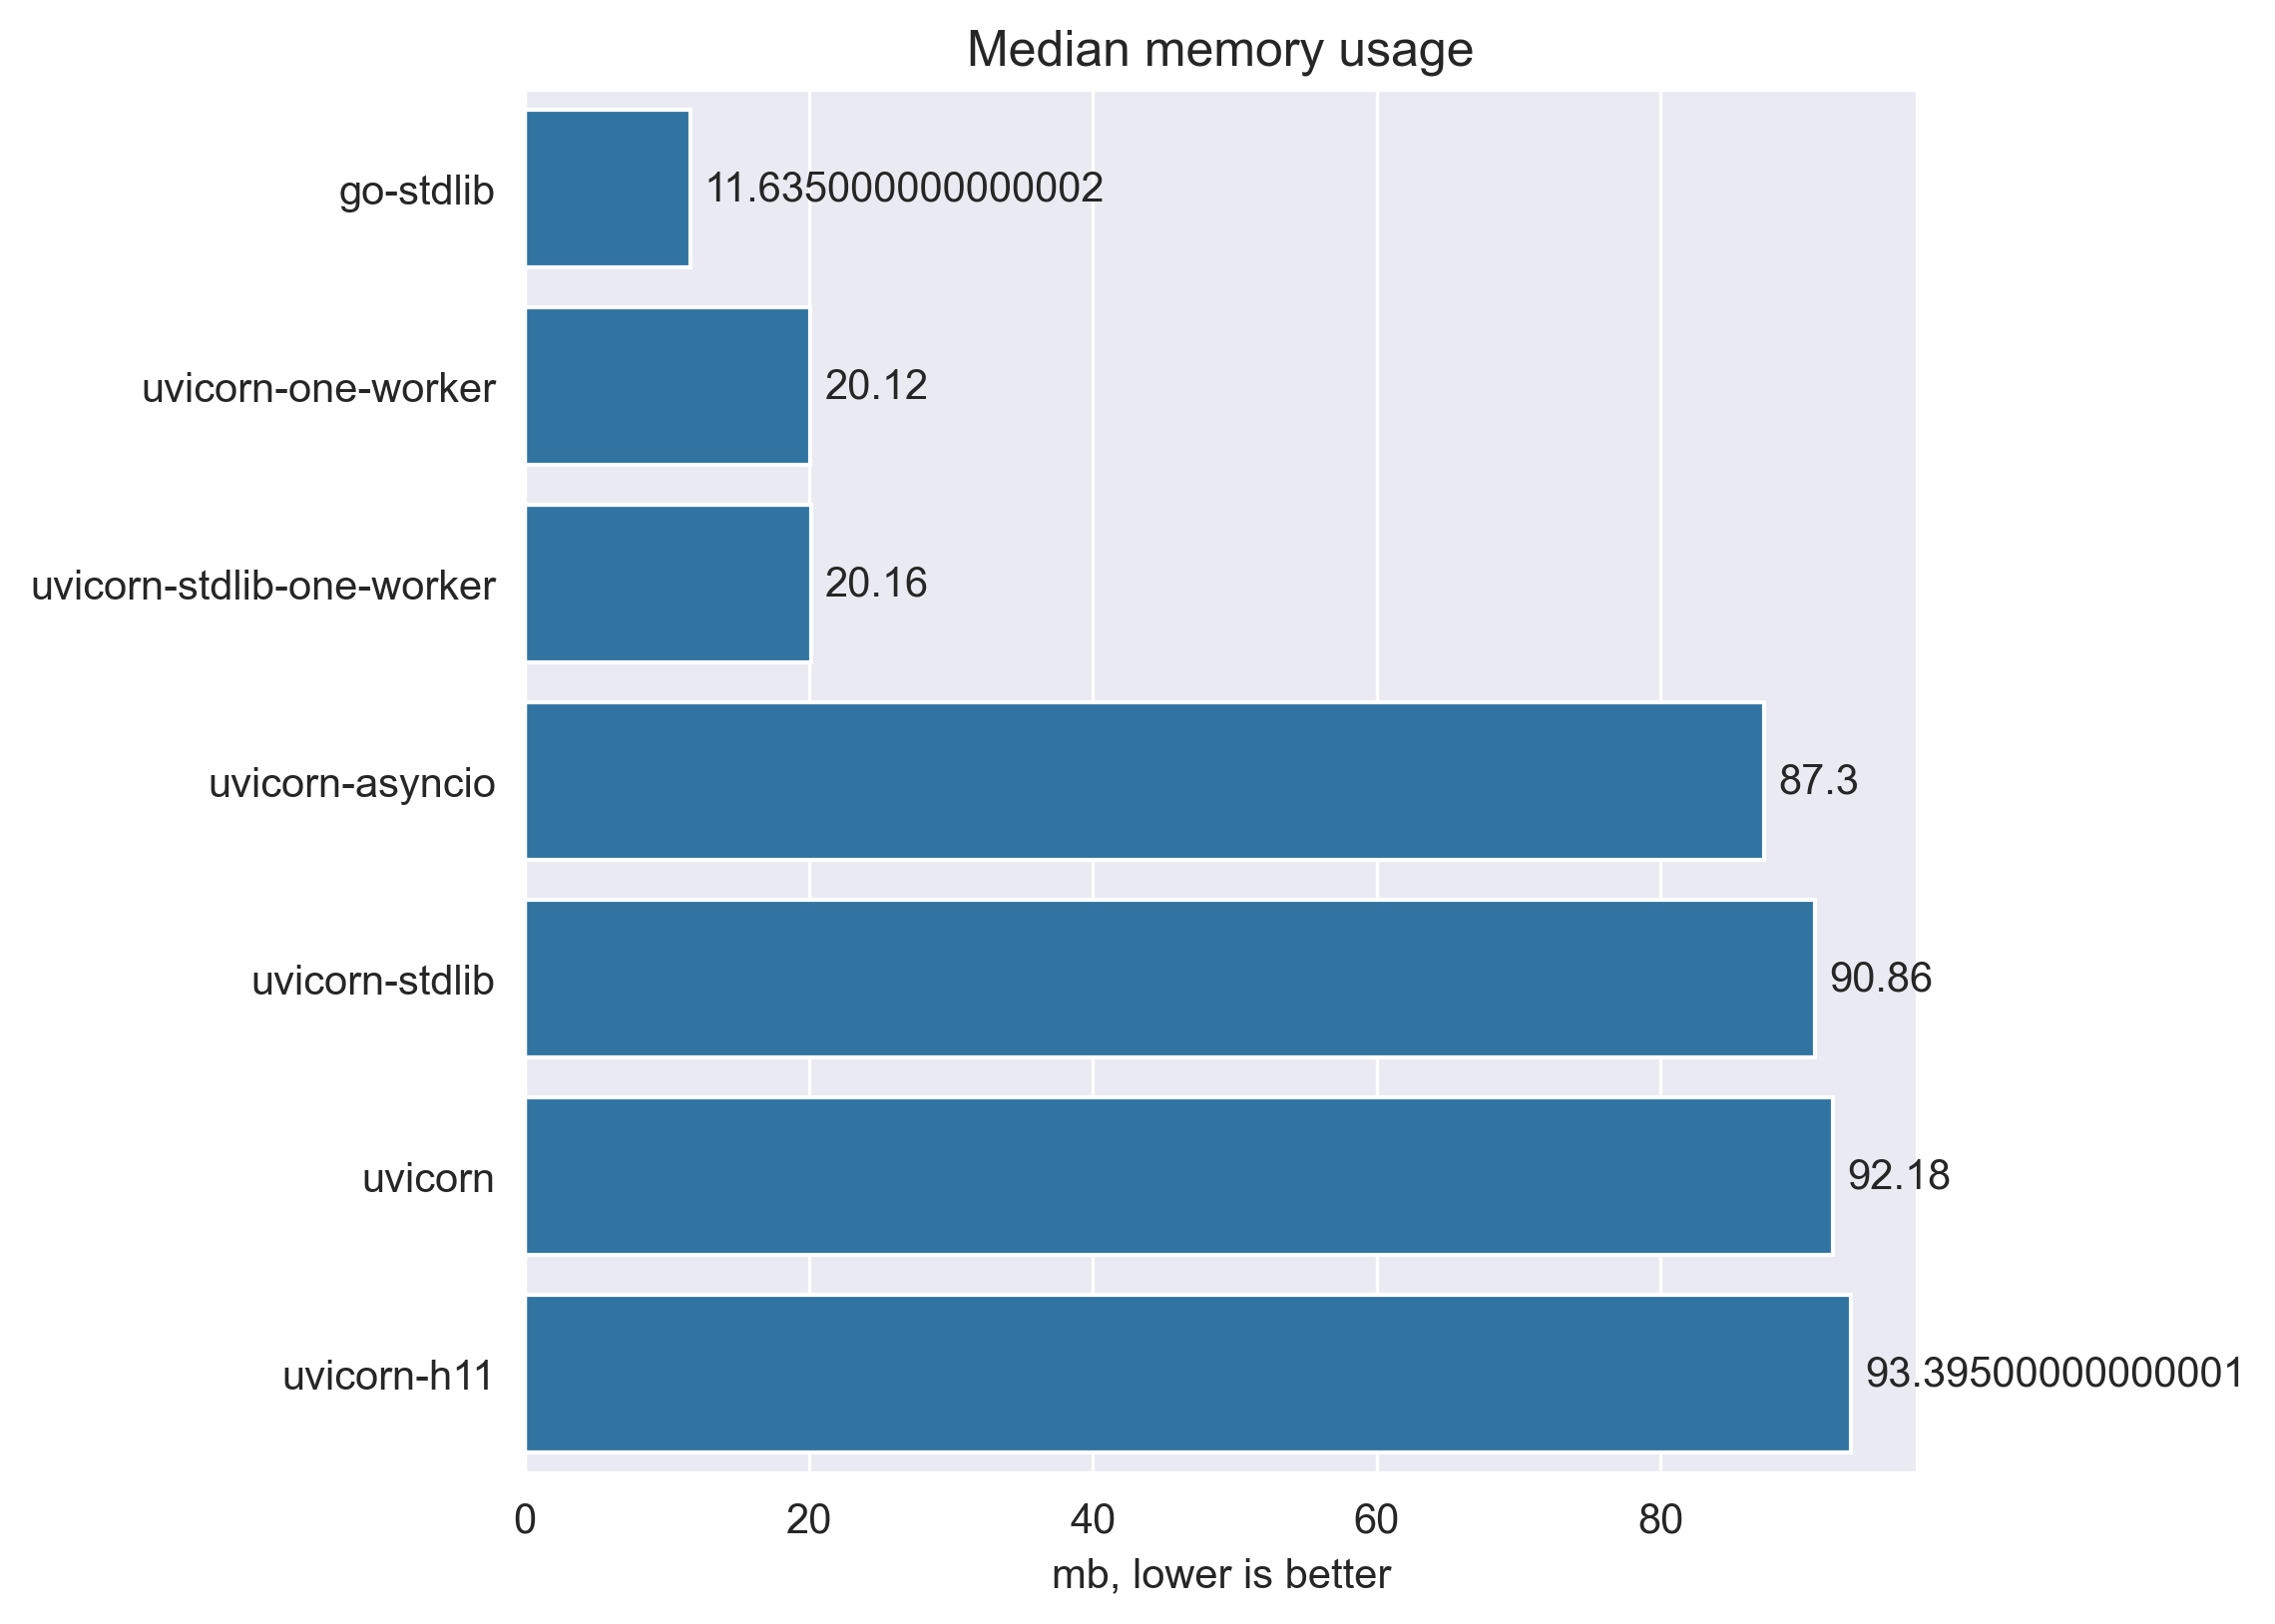 Median memory usage
go-stdlib
11.635000000000002
uvicorn-one-worker
20.12
uvicorn-stdlib-one-worker
20.16
uvicorn-asyncio
87.3
uvicorn-stdlib
90.86
uvicorn
92.18
uvicorn-h11
93.39500000000001
0 20 40 60 80
mb, lower is better